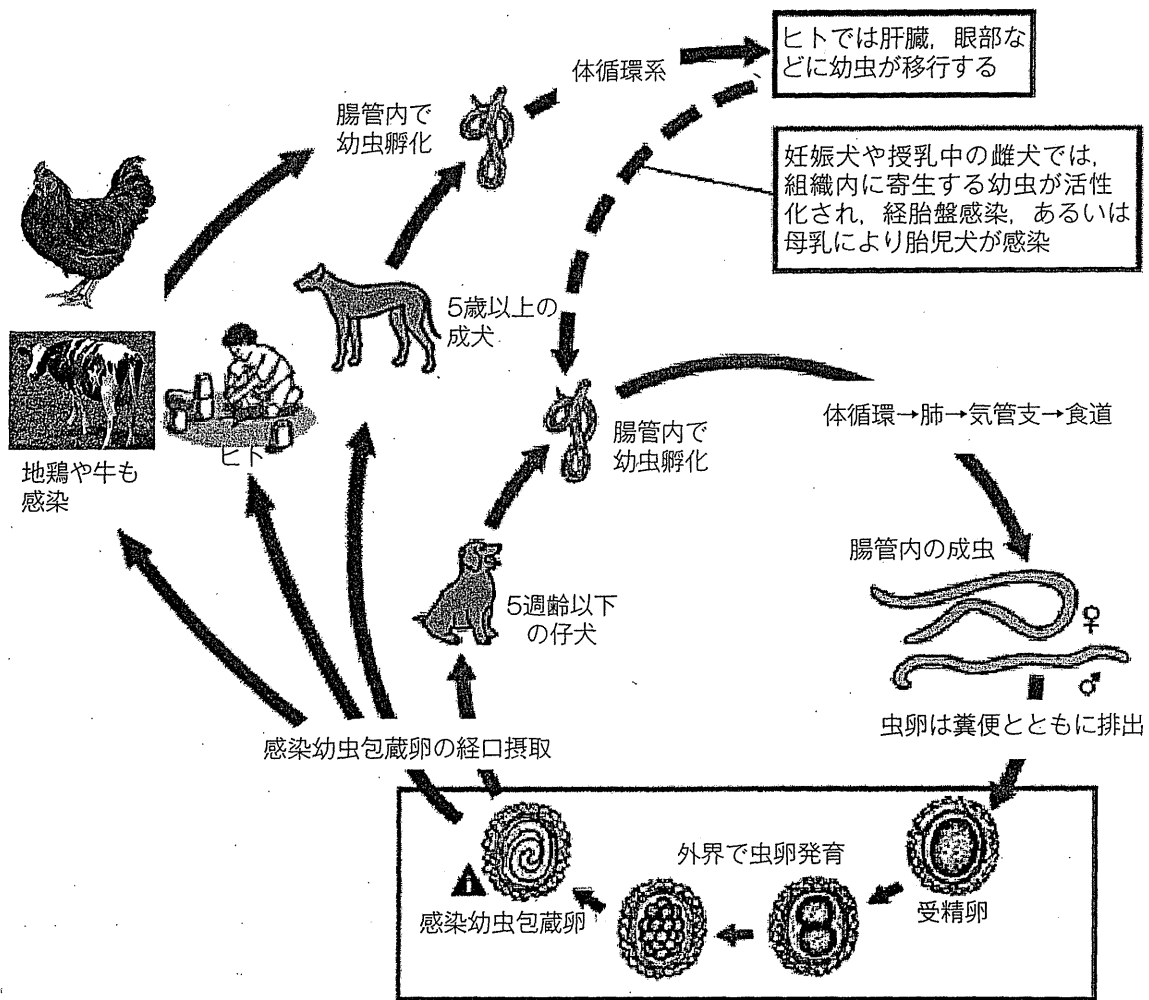 ヒトでは肝臓，眼部な
どに幼虫が移行する
体循環系
腸管内で
幼虫孵化
妊娠犬や授乳中の雌犬では，
組織内に寄生する幼虫が活性
化され，経胎盤感染，あるいは
母乳により胎児犬が感染
5歳以上の
成犬
ヒト
地鶏や牛も
感染
腸管内で
幼虫孵化
体循環→肺→気管支→食道
5週齢以下
の仔犬
腸管内の成虫
♀
♂
虫卵は糞便とともに排出
感染幼虫包蔵卵の経口摂取
外界で虫卵発育
i
感染幼虫包蔵卵
受精卵